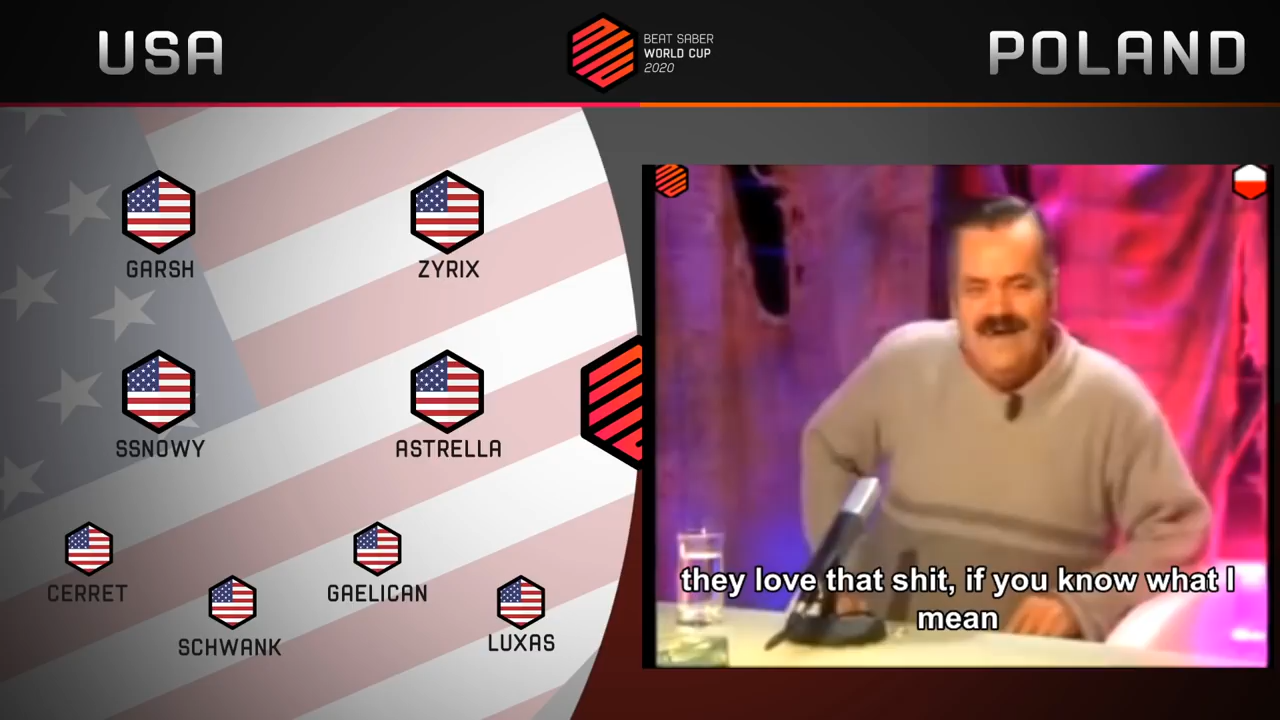 USA
BEAT SABER
WORLD CUP
2020
POLAND
GARSH
ZYRIX
SSNOWY
ASTRELLA
CERRET
GAELICAN
SCHWANK
LUXAS
they love that shit, if you know what I
mean